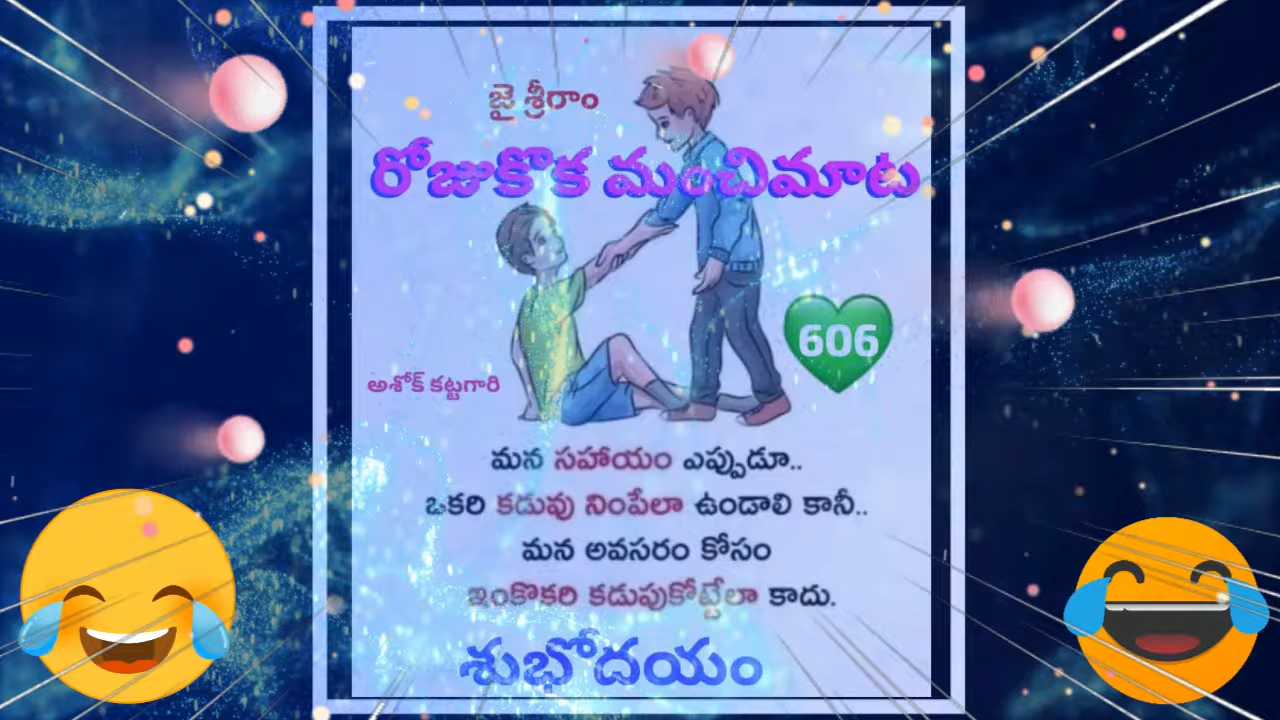 జై శ్రీరాం
రోజుకొక మంచిమాట
606
అశోక్ కట్టగారి
మన సహాయం ఎప్పుడూ..
ఒకరి కడువు నింపేలా ఉండాలి కానీ..
మన అవసరం కోసం
ఇంకొకరి కడుపుకోట్టేలా కాదు.
శుభోదయం